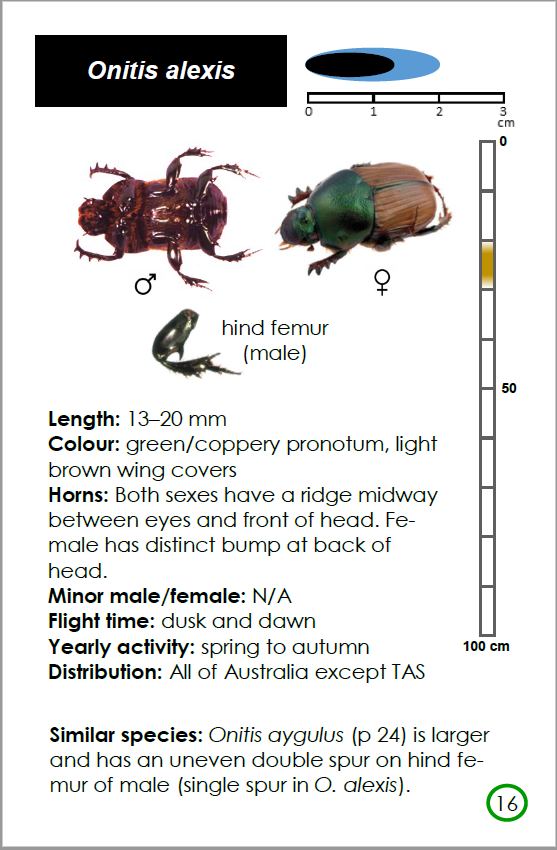 Onitis alexis
0 1 2 3
cm
0
♂
♀
hind femur
(male)
50
Length: 13–20 mm
Colour: green/coppery pronotum, light
brown wing covers
Horns: Both sexes have a ridge midway
between eyes and front of head. Fe-
male has distinct bump at back of
head.
Minor male/female: N/A
Flight time: dusk and dawn
Yearly activity: spring to autumn
Distribution: All of Australia except TAS
100 cm
Similar species: Onitis aygulus (p 24) is larger
and has an uneven double spur on hind fe-
mur of male (single spur in O. alexis).
16